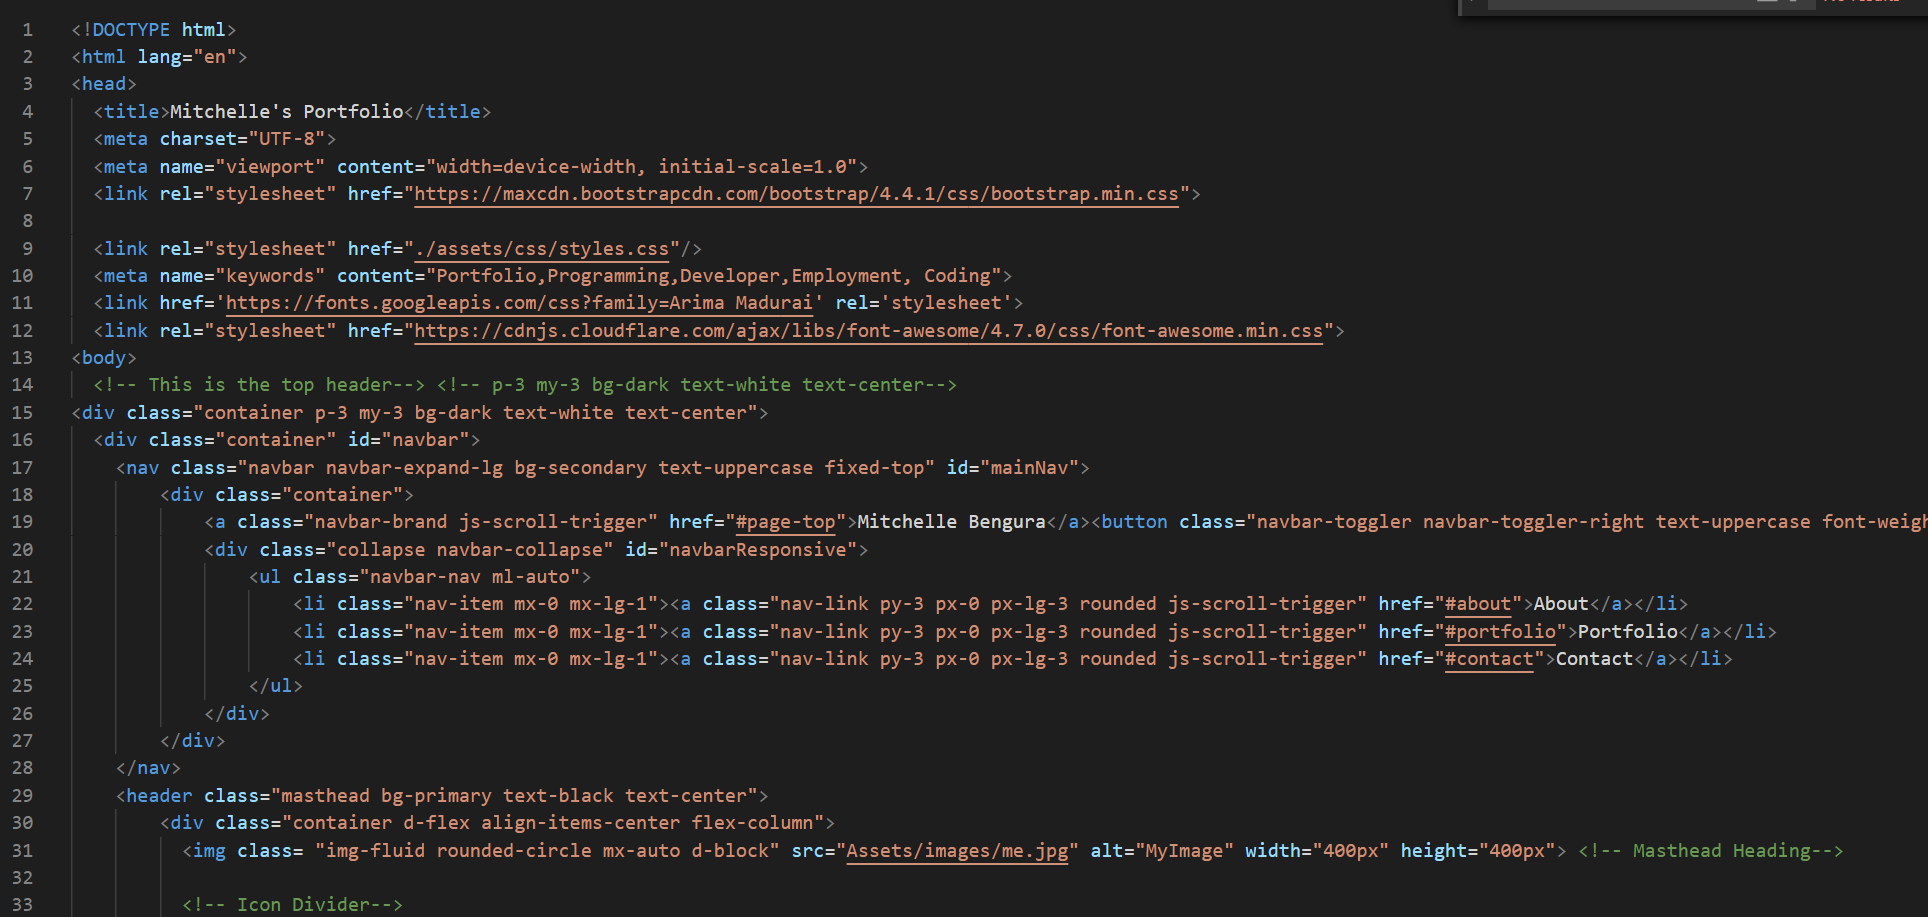 1 <!DOCTYPE html>
2 <html lang="en">
3 <head>
4 <title>Mitchelle's Portfolio</title>
5 <meta charset="UTF-8">
6 <meta name="viewport" content="width=device-width, initial-scale=1.0">
7 <link rel="stylesheet" href="https://maxcdn.bootstrapcdn.com/bootstrap/4.4.1/css/bootstrap.min.css">
8
9 <link rel="stylesheet" href="./assets/css/styles.css"/>
10 <meta name="keywords" content="Portfolio,Programming,Developer,Employment, Coding">
11 <link href='https://fonts.googleapis.com/css?family=Arima Madurai' rel='stylesheet'>
12 <link rel="stylesheet" href="https://cdnjs.cloudflare.com/ajax/libs/font-awesome/4.7.0/css/font-awesome.min.css">
13 <body>
14 <!-- This is the top header--> <!-- p-3 my-3 bg-dark text-white text-center-->
15 <div class="container p-3 my-3 bg-dark text-white text-center">
16 <div class="container" id="navbar">
17 <nav class="navbar navbar-expand-lg bg-secondary text-uppercase fixed-top" id="mainNav">
18 <div class="container">
19 <a class="navbar-brand js-scroll-trigger" href="#page-top">Mitchelle Bengura</a><button class="navbar-toggler navbar-toggler-right text-uppercase font-weigh
20 <div class="collapse navbar-collapse" id="navbarResponsive">
21 <ul class="navbar-nav ml-auto">
22 <li class="nav-item mx-0 mx-lg-1"><a class="nav-link py-3 px-0 px-lg-3 rounded js-scroll-trigger" href="#about">About</a></li>
23 <li class="nav-item mx-0 mx-lg-1"><a class="nav-link py-3 px-0 px-lg-3 rounded js-scroll-trigger" href="#portfolio">Portfolio</a></li>
24 <li class="nav-item mx-0 mx-lg-1"><a class="nav-link py-3 px-0 px-lg-3 rounded js-scroll-trigger" href="#contact">Contact</a></li>
25 </ul>
26 </div>
27 </div>
28 </nav>
29 <header class="masthead bg-primary text-black text-center">
30 <div class="container d-flex align-items-center flex-column">
31 <img class= "img-fluid rounded-circle mx-auto d-block" src="Assets/images/me.jpg" alt="MyImage" width="400px" height="400px"> <!-- Masthead Heading-->
32
33 <!-- Icon Divider-->